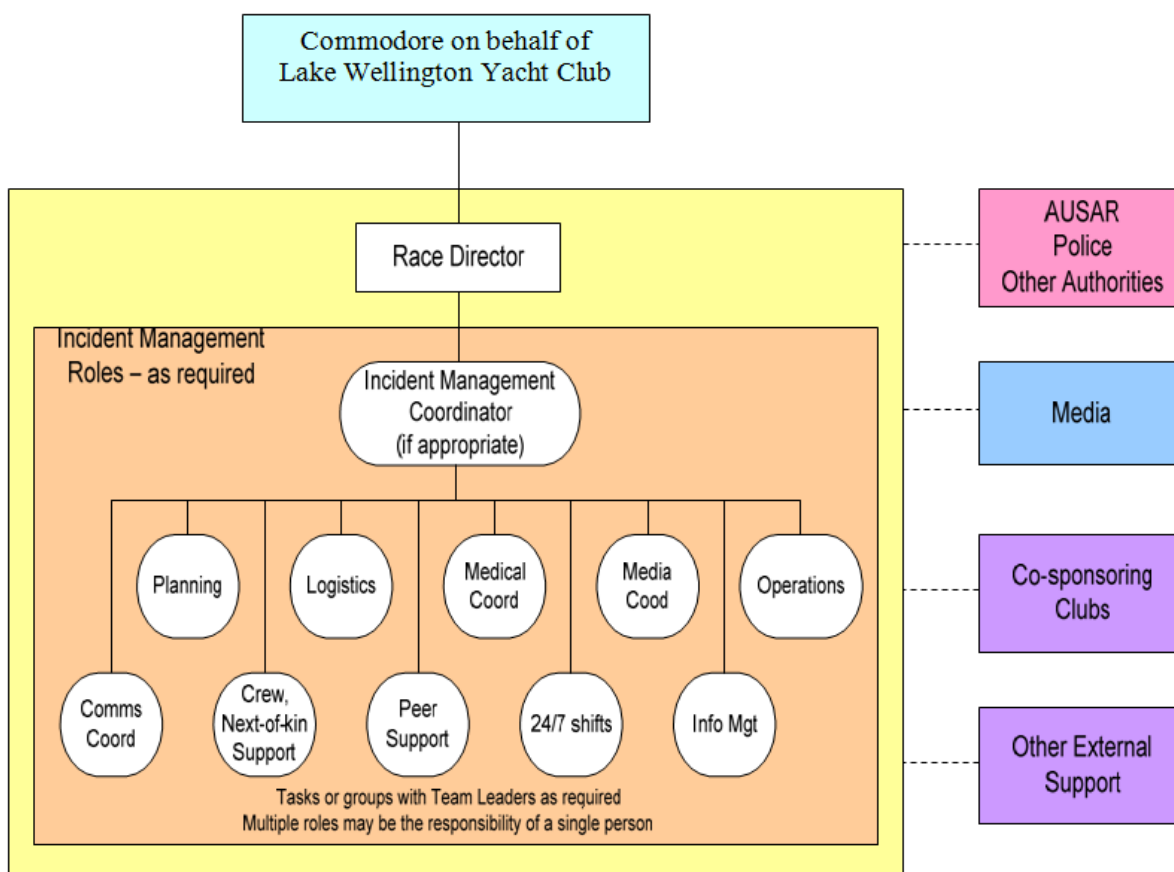 Commodore on behalf of
Lake Wellington Yacht Club
Race Director
AUSAR
Police
Other Authorities
Incident Management
Roles – as required
Incident Management
Coordinator
(if appropriate)
Media
Planning
Logistics
Medical
Coord
Media
Cood
Operations
Co-sponsoring
Clubs
Comms
Coord
Crew,
Next-of-kin
Support
Peer
Support
24/7 shifts
Info Mgt
Other External
Support
Tasks or groups with Team Leaders as required
Multiple roles may be the responsibility of a single person